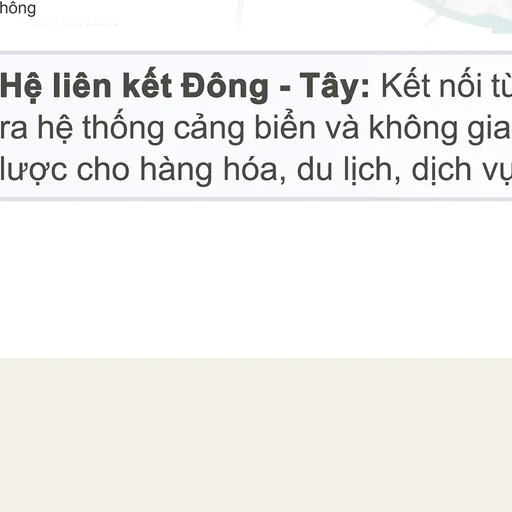 hông
Hệ liên kết Đông - Tây: Kết nối từ
ra hệ thống cảng biển và không gia
lược cho hàng hóa, du lịch, dịch vụ